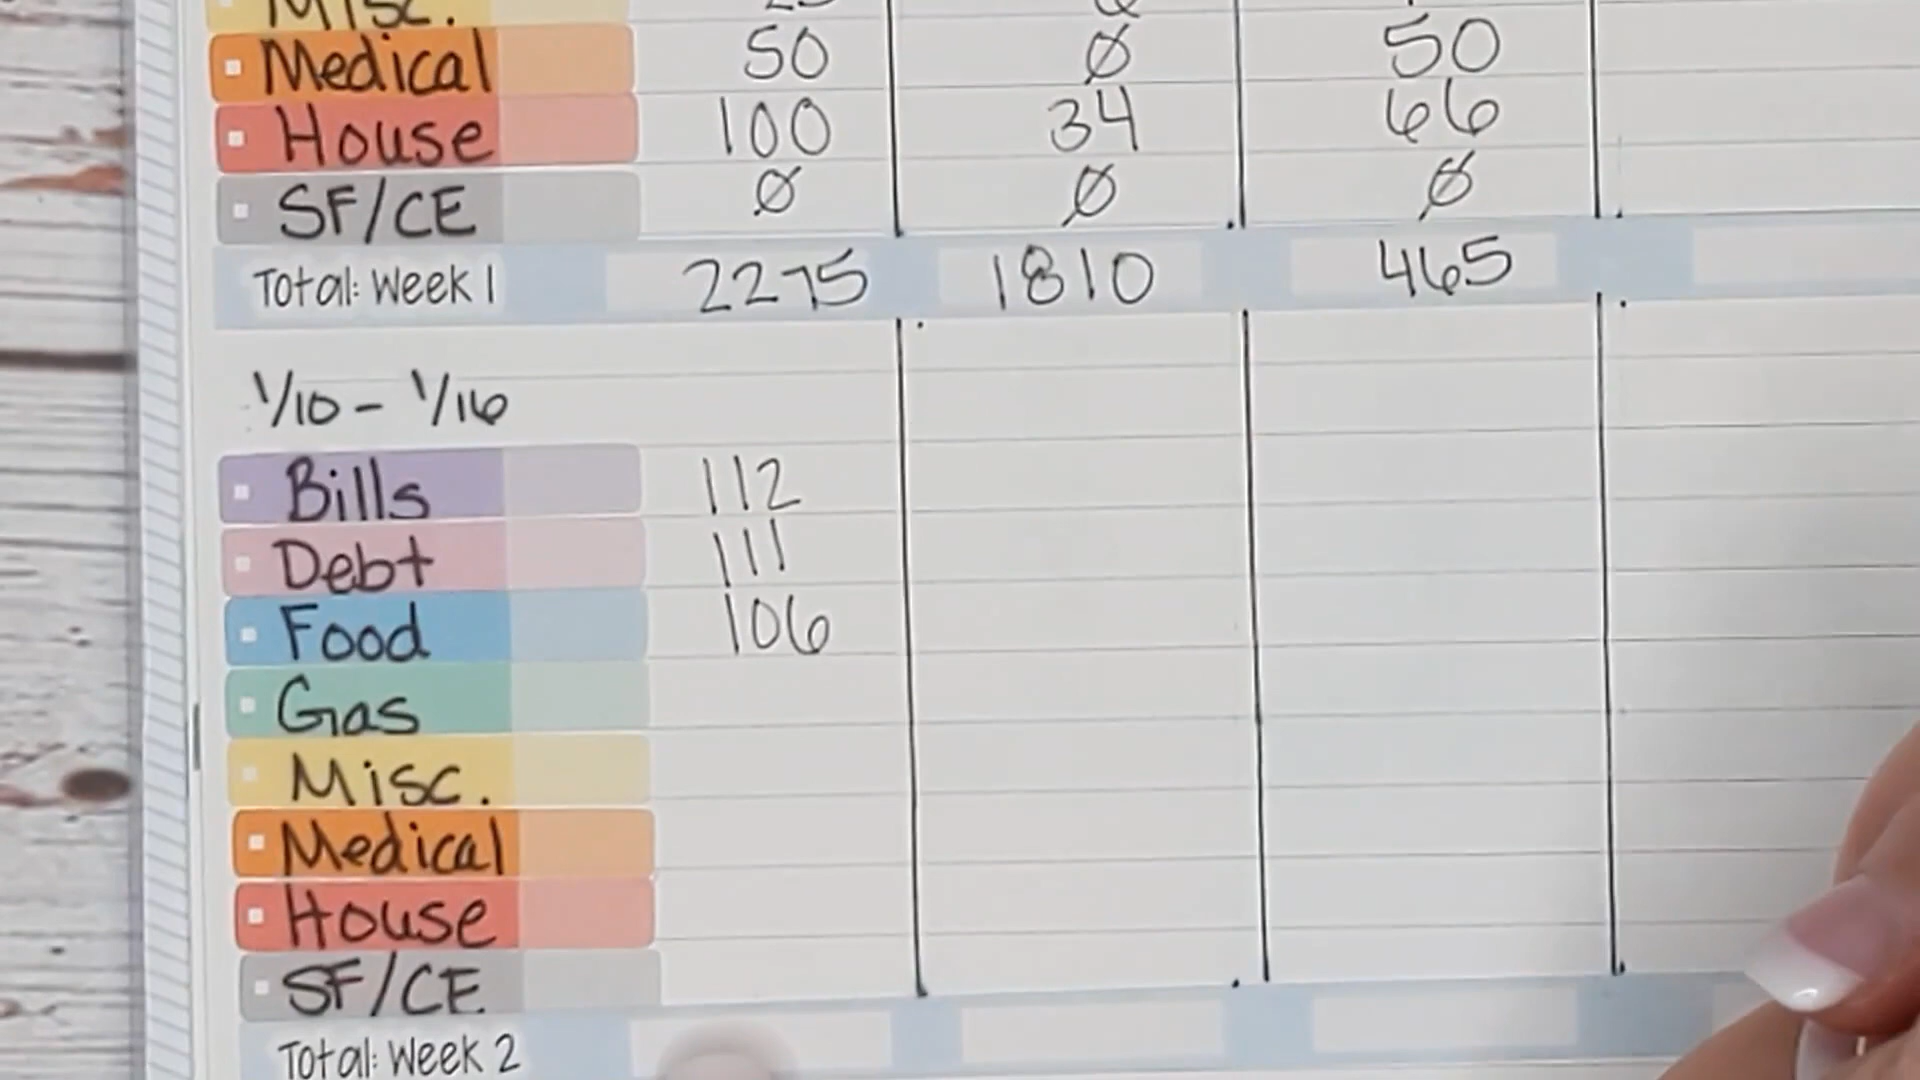 Misc.
Medical 50 Ø 50
House 100 34 66
SF/CE Ø Ø Ø
Total: Week 1 2275 1810 465
1/10 - 1/16
Bills 112
Debt 111
Food 106
Gas
Misc.
Medical
House
SF/CE
Total: Week 2